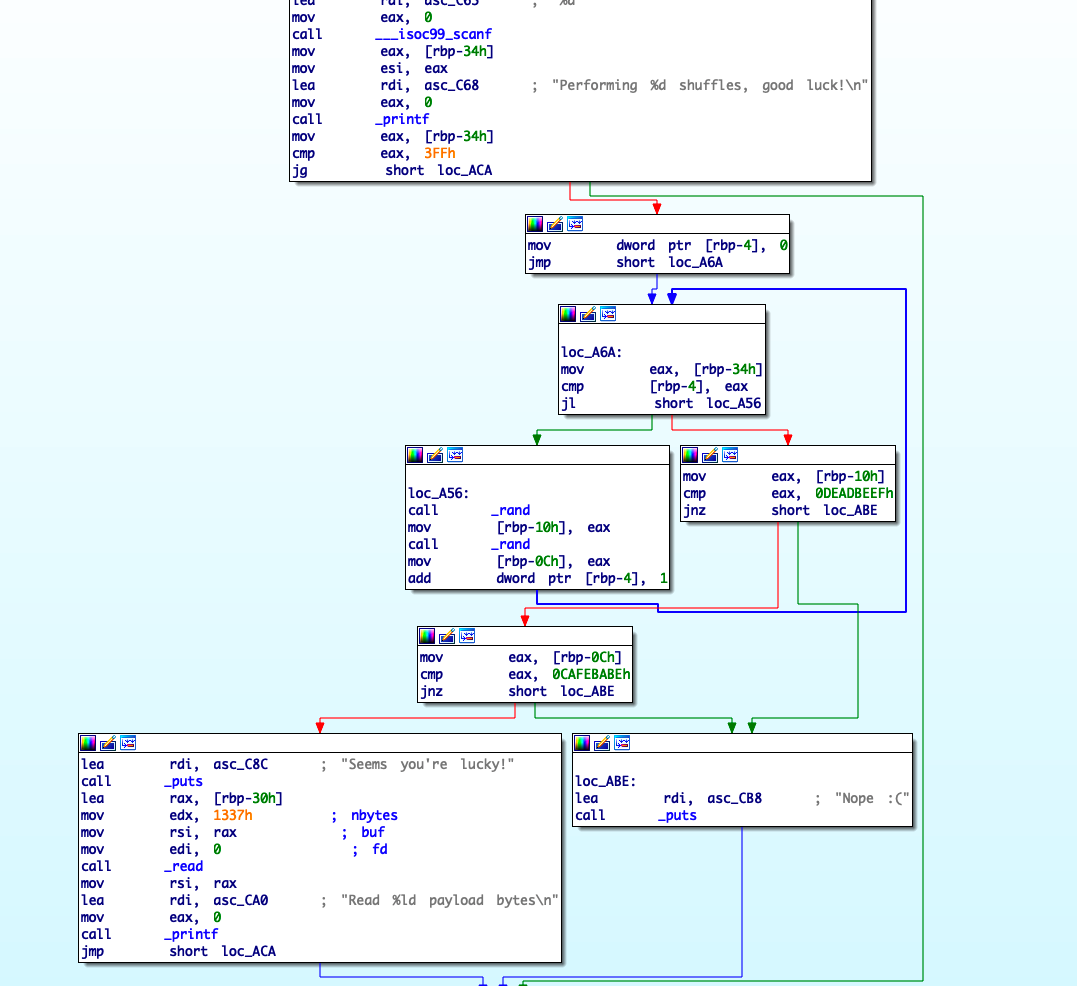 lea rdi, asc_C65 ; "%d"
mov eax, 0
call ___isoc99_scanf
mov eax, [rbp-34h]
mov esi, eax
lea rdi, asc_C68 ; "Performing %d shuffles, good luck!\n"
mov eax, 0
call _printf
mov eax, [rbp-34h]
cmp eax, 3FFh
jg short loc_ACA
mov dword ptr [rbp-4], 0
jmp short loc_A6A
loc_A6A:
mov eax, [rbp-34h]
cmp [rbp-4], eax
jl short loc_A56
loc_A56:
call _rand
mov [rbp-10h], eax
call _rand
mov [rbp-0Ch], eax
add dword ptr [rbp-4], 1
mov eax, [rbp-10h]
cmp eax, 0DEADBEEFh
jnz short loc_ABE
mov eax, [rbp-0Ch]
cmp eax, 0CAFEBABEh
jnz short loc_ABE
lea rdi, asc_C8C ; "Seems you're lucky!"
call _puts
lea rax, [rbp-30h]
mov edx, 1337h ; nbytes
mov rsi, rax ; buf
mov edi, 0 ; fd
call _read
mov rsi, rax
lea rdi, asc_CA0 ; "Read %ld payload bytes\n"
mov eax, 0
call _printf
jmp short loc_ACA
loc_ABE:
lea rdi, asc_CB8 ; "Nope :("
call _puts